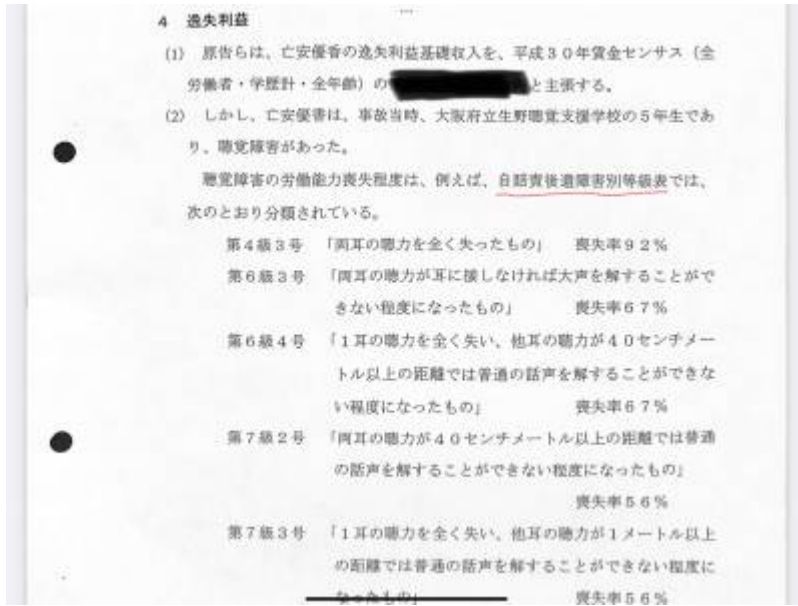 4 逸失利益
(1) 原告らは、亡安優香の逸失利益基礎収入を、平成30年賃金センサス（全
労働者・学歴計・全年齢）の
と主張する。
(2) しかし、亡安優香は、事故当時、大阪府立生野聴覚支援学校の5年生であ
り、聴覚障害があった。
聴覚障害の労働能力喪失程度は、例えば、自賠責後遺障害別等級表では、
次のとおり分類されている。
第4級3号 「両耳の聴力を全く失ったもの」 喪失率92%
第6級3号 「両耳の聴力が耳に接しなければ大声を解することがで
きない程度になったもの」 喪失率67%
第6級4号 「1耳の聴力を全く失い、他耳の聴力が40センチメー
トル以上の距離では普通の話声を解することができな
い程度になったもの」 喪失率67%
第7級2号 「両耳の聴力が40センチメートル以上の距離では普通
の話声を解することができない程度になったもの」
喪失率56%
第7級3号 「1耳の聴力を全く失い、他耳の聴力が1メートル以上
の距離では普通の話声を解することができない程度に
なったもの」 喪失率56%